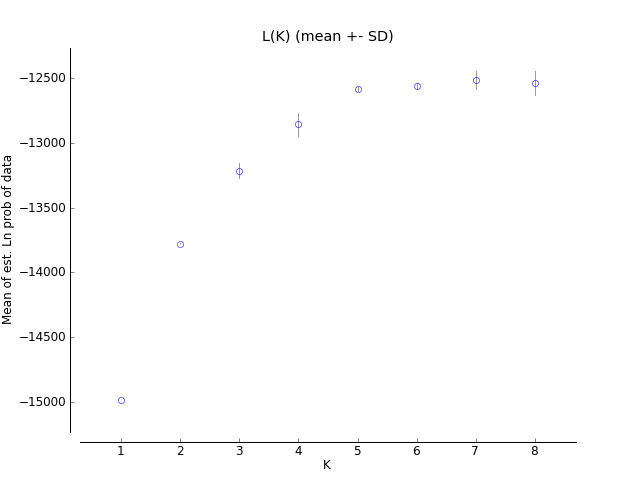 L(K) (mean +- SD)
Mean of est. Ln prob of data
−12500
−13000
−13500
−14000
−14500
−15000
1 2 3 4 5 6 7 8
K